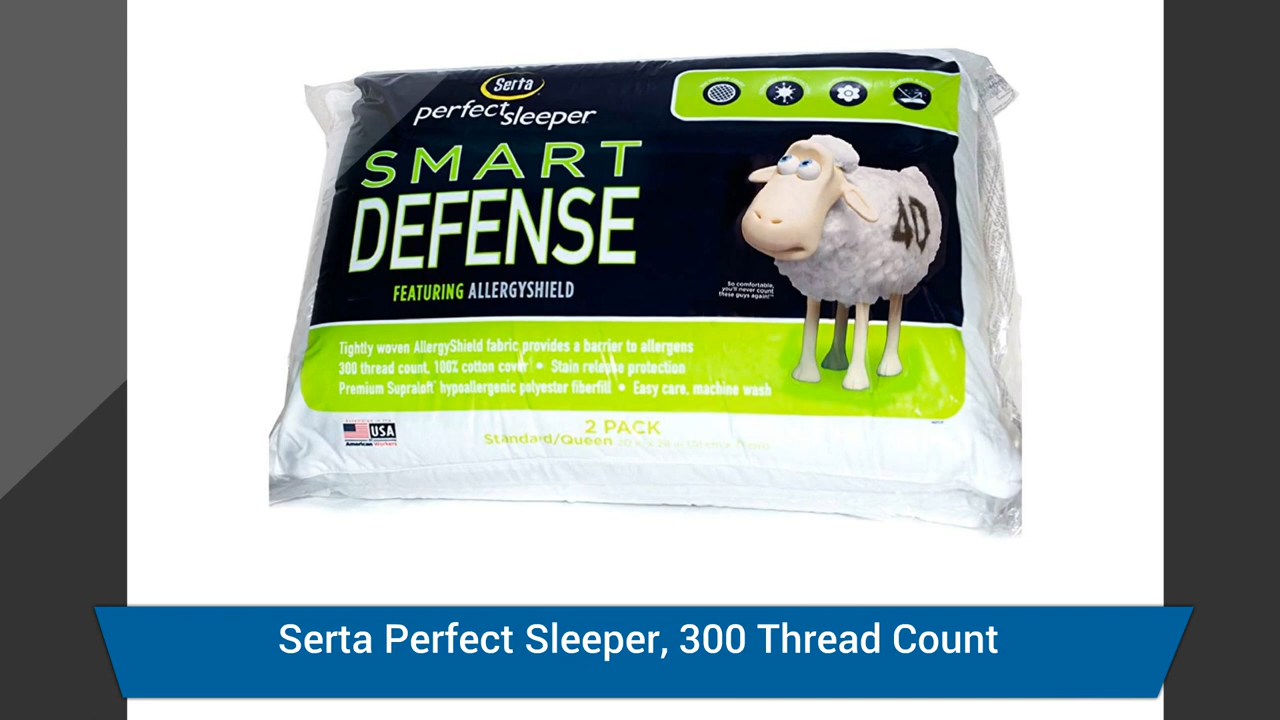 Serta
perfect sleeper
SMART
DEFENSE
FEATURING ALLERGYSHIELD
40
So comfortable,
you'll never count
these guys again!
Tightly woven AllergyShield fabric provides a barrier to allergens
300 thread count, 100% cotton cover • Stain release protection
Premium Supraloft hypoallergenic polyester fiberfill • Easy care, machine wash
USA
American Workers
2 PACK
Standard/Queen
Serta Perfect Sleeper, 300 Thread Count